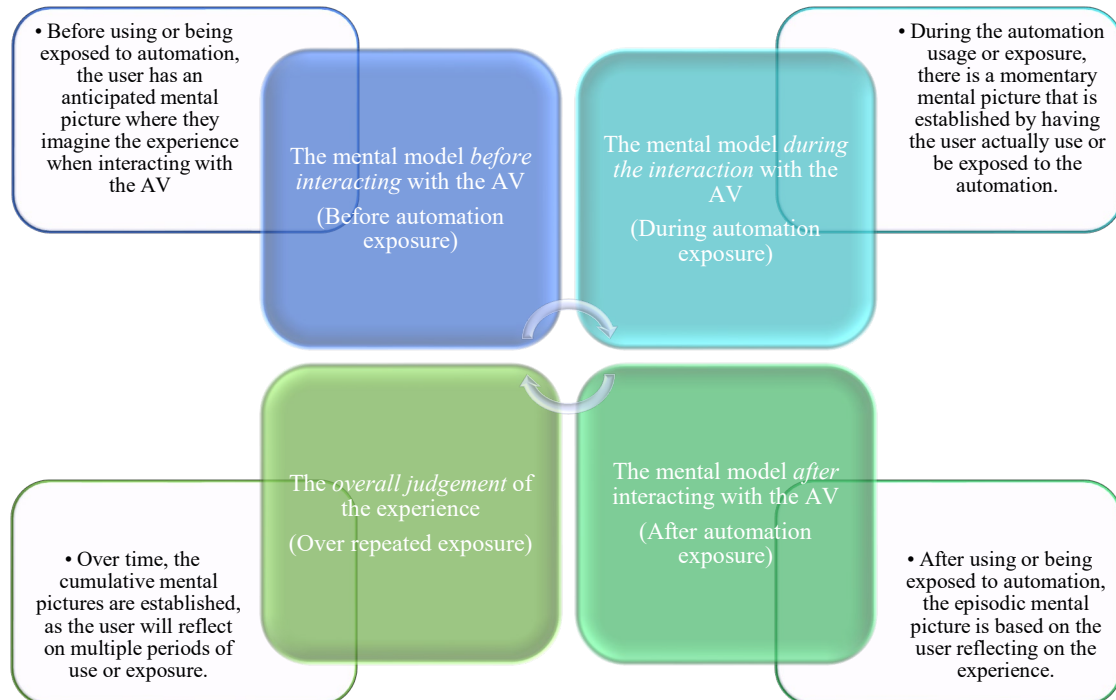 • Before using or being
exposed to automation,
the user has an
anticipated mental
picture where they
imagine the experience
when interacting with
the AV
The mental model before
interacting with the AV
(Before automation
exposure)
The mental model during
the interaction with the
AV
(During automation
exposure)
• During the automation
usage or exposure,
there is a momentary
mental picture that is
established by having
the user actually use or
be exposed to the
automation.
• Over time, the
cumulative mental
pictures are established,
as the user will reflect
on multiple periods of
use or exposure.
The overall judgement of
the experience
(Over repeated exposure)
The mental model after
interacting with the AV
(After automation
exposure)
• After using or being
exposed to automation,
the episodic mental
picture is based on the
user reflecting on the
experience.